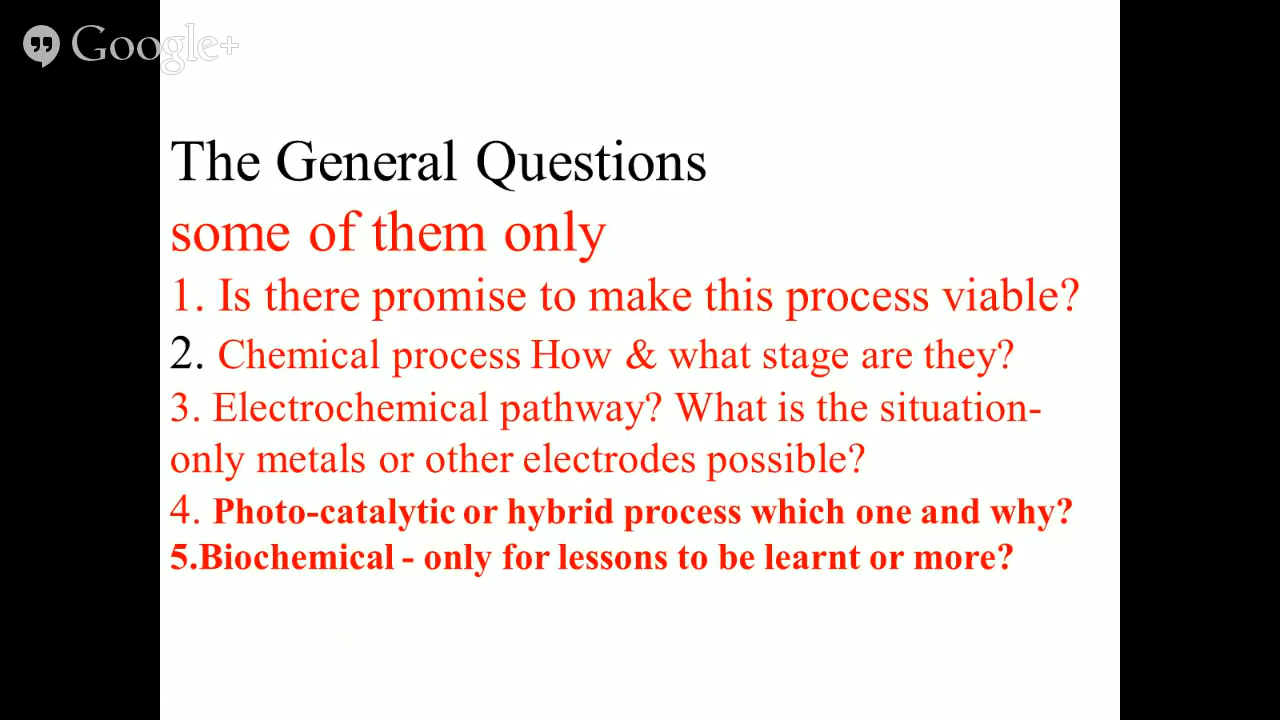 Google+
The General Questions
some of them only
1. Is there promise to make this process viable?
2. Chemical process How & what stage are they?
3. Electrochemical pathway? What is the situation-
only metals or other electrodes possible?
4. Photo-catalytic or hybrid process which one and why?
5.Biochemical - only for lessons to be learnt or more?